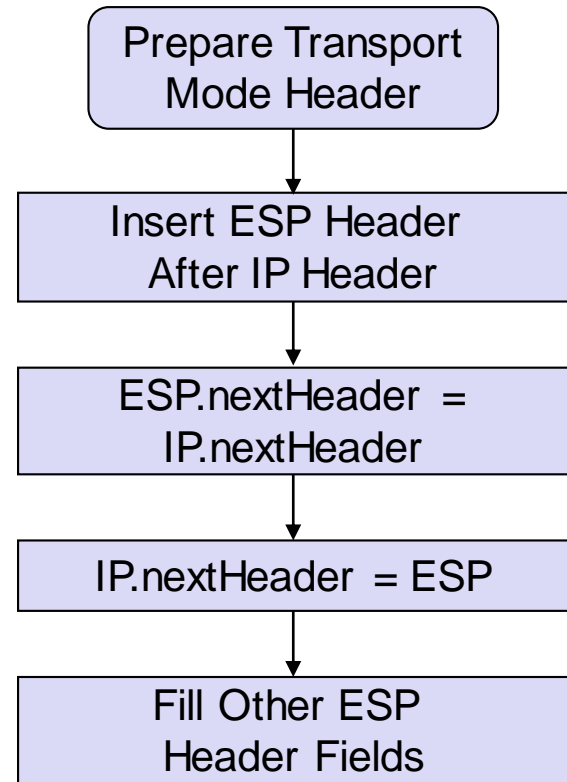 Prepare Transport
Mode Header
Insert ESP Header
After IP Header
ESP.nextHeader =
IP.nextHeader
IP.nextHeader = ESP
Fill Other ESP
Header Fields